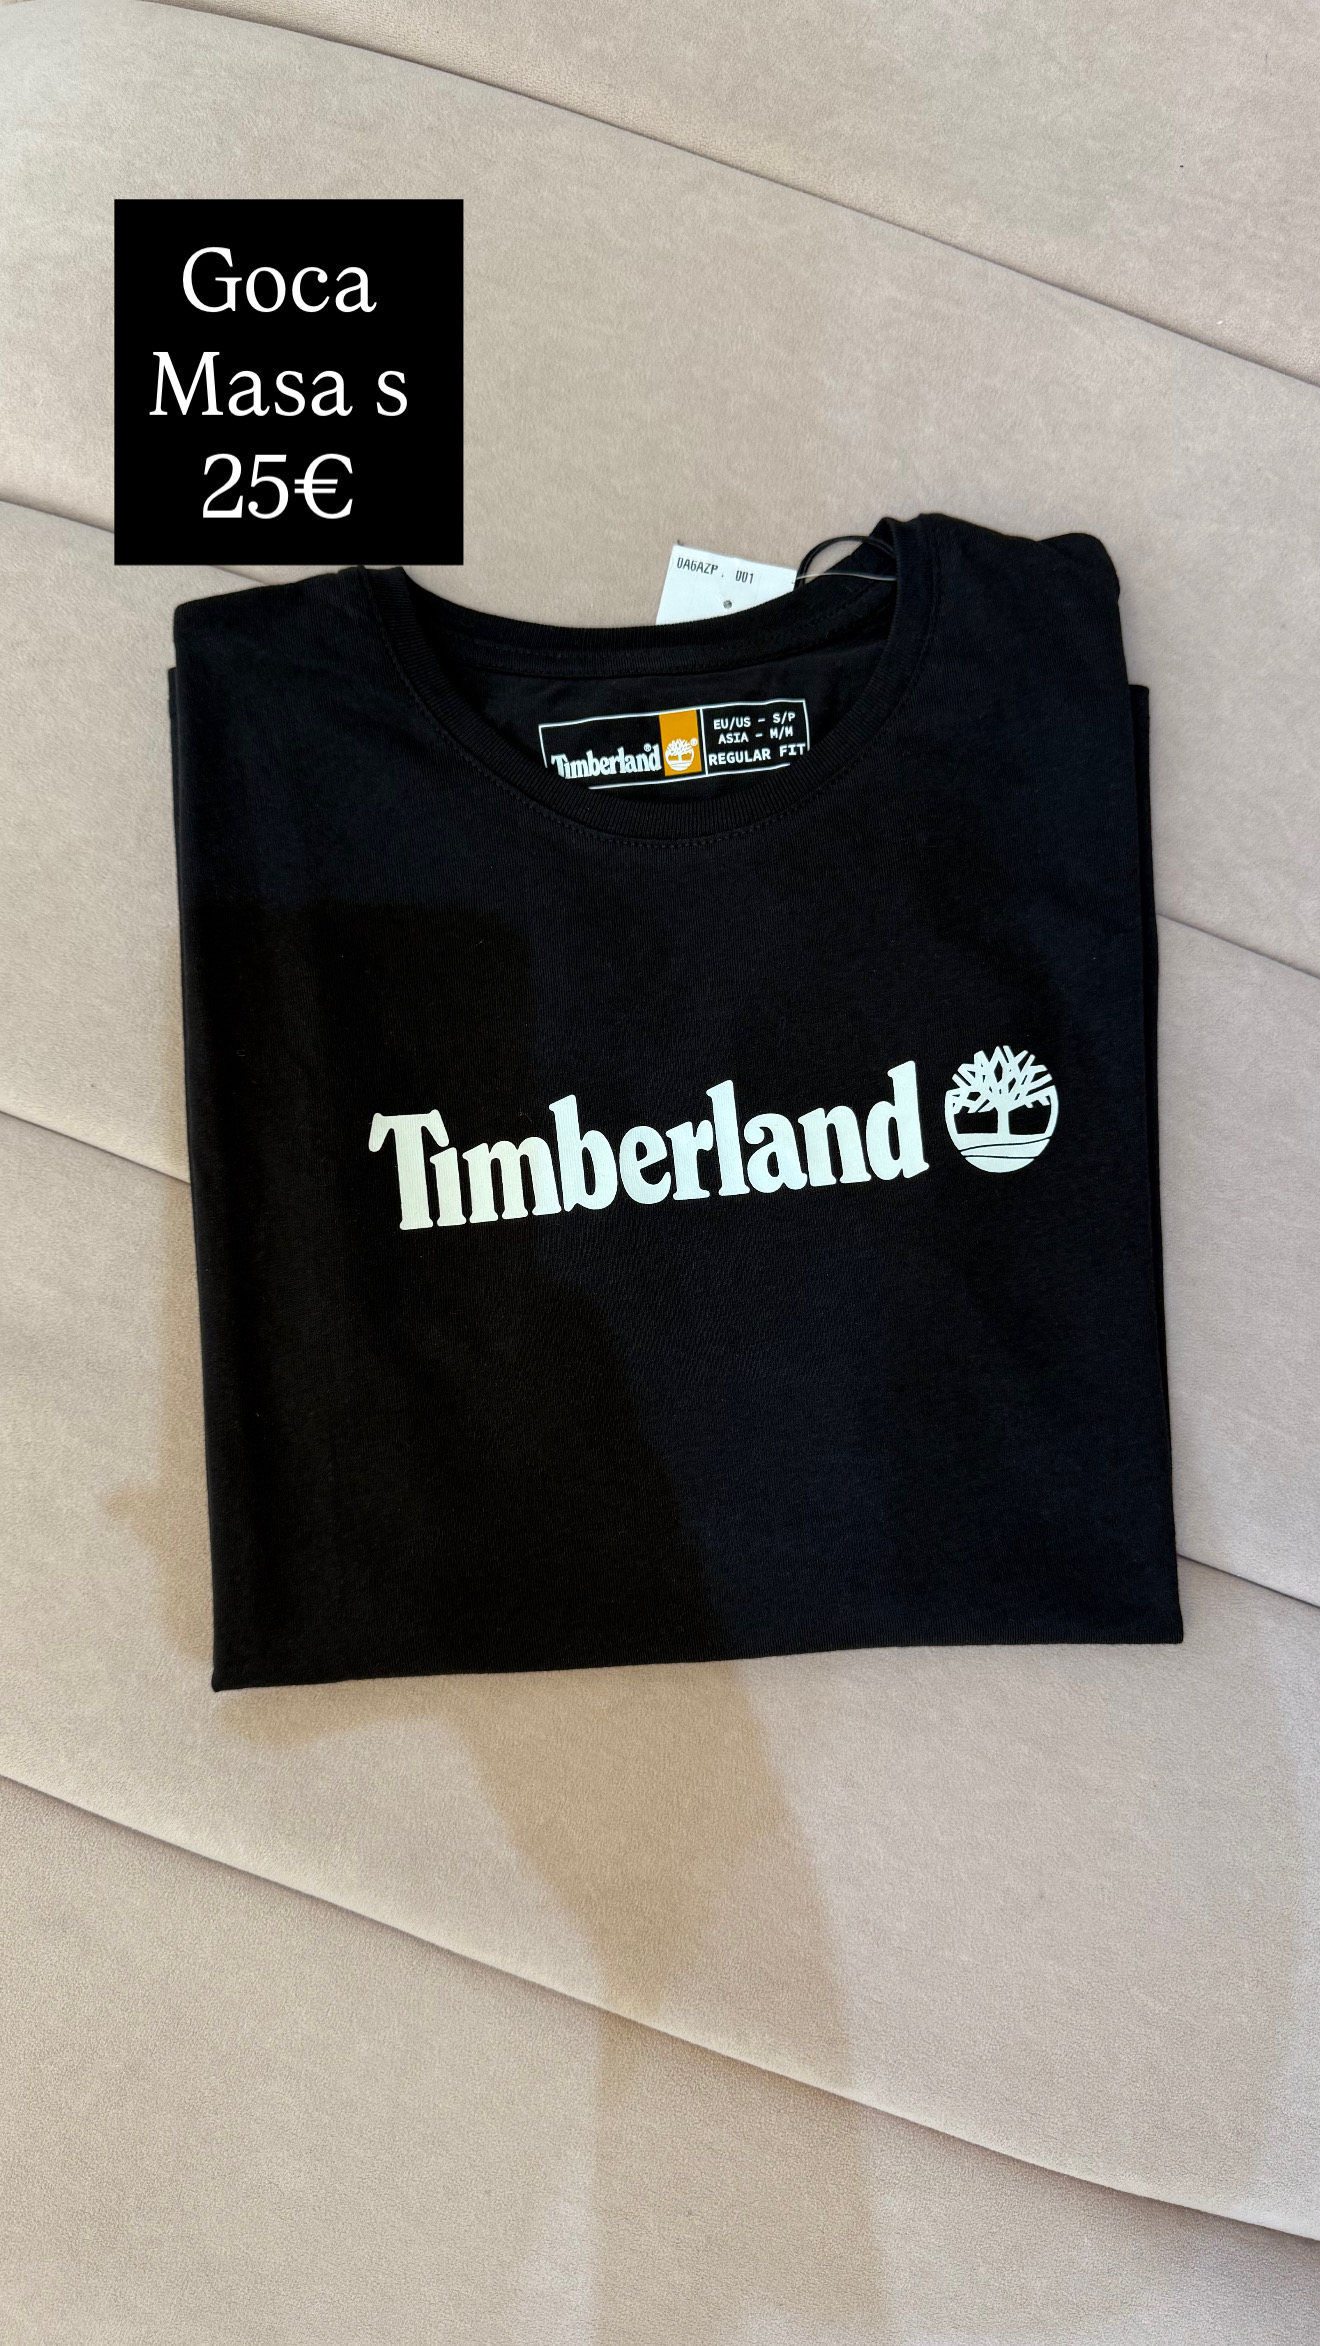 Goca
Masa s
25€
0A6AZP. 001
Timberland®
EU/US - S/P
ASIA - M/M
REGULAR FIT
Timberland